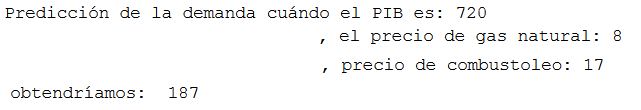 Predicción de la demanda cuándo el PIB es: 720
, el precio de gas natural: 8
, precio de combustoleo: 17
obtendríamos: 187